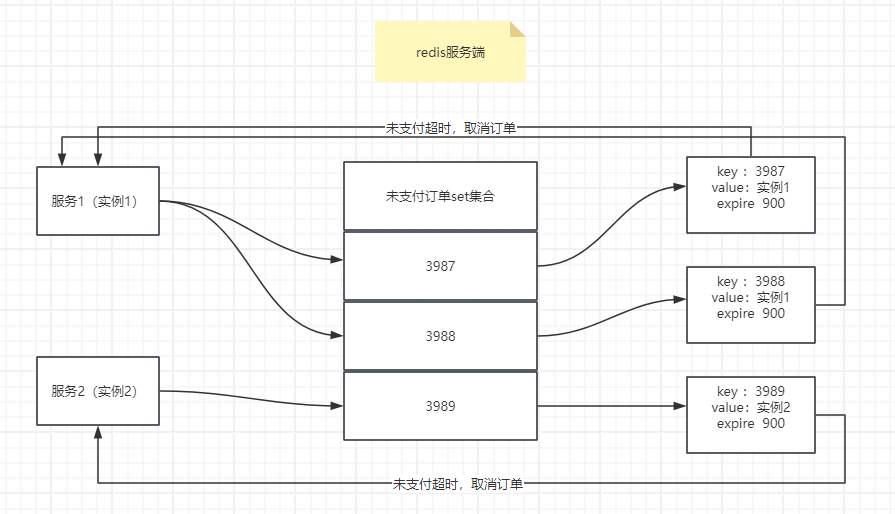 redis服务端
未支付超时，取消订单
服务1（实例1）
未支付订单set集合
key ：3987
value：实例1
expire 900
3987
key ：3988
value：实例1
expire 900
3988
服务2（实例2）
3989
key ：3989
value：实例2
expire 900
未支付超时，取消订单